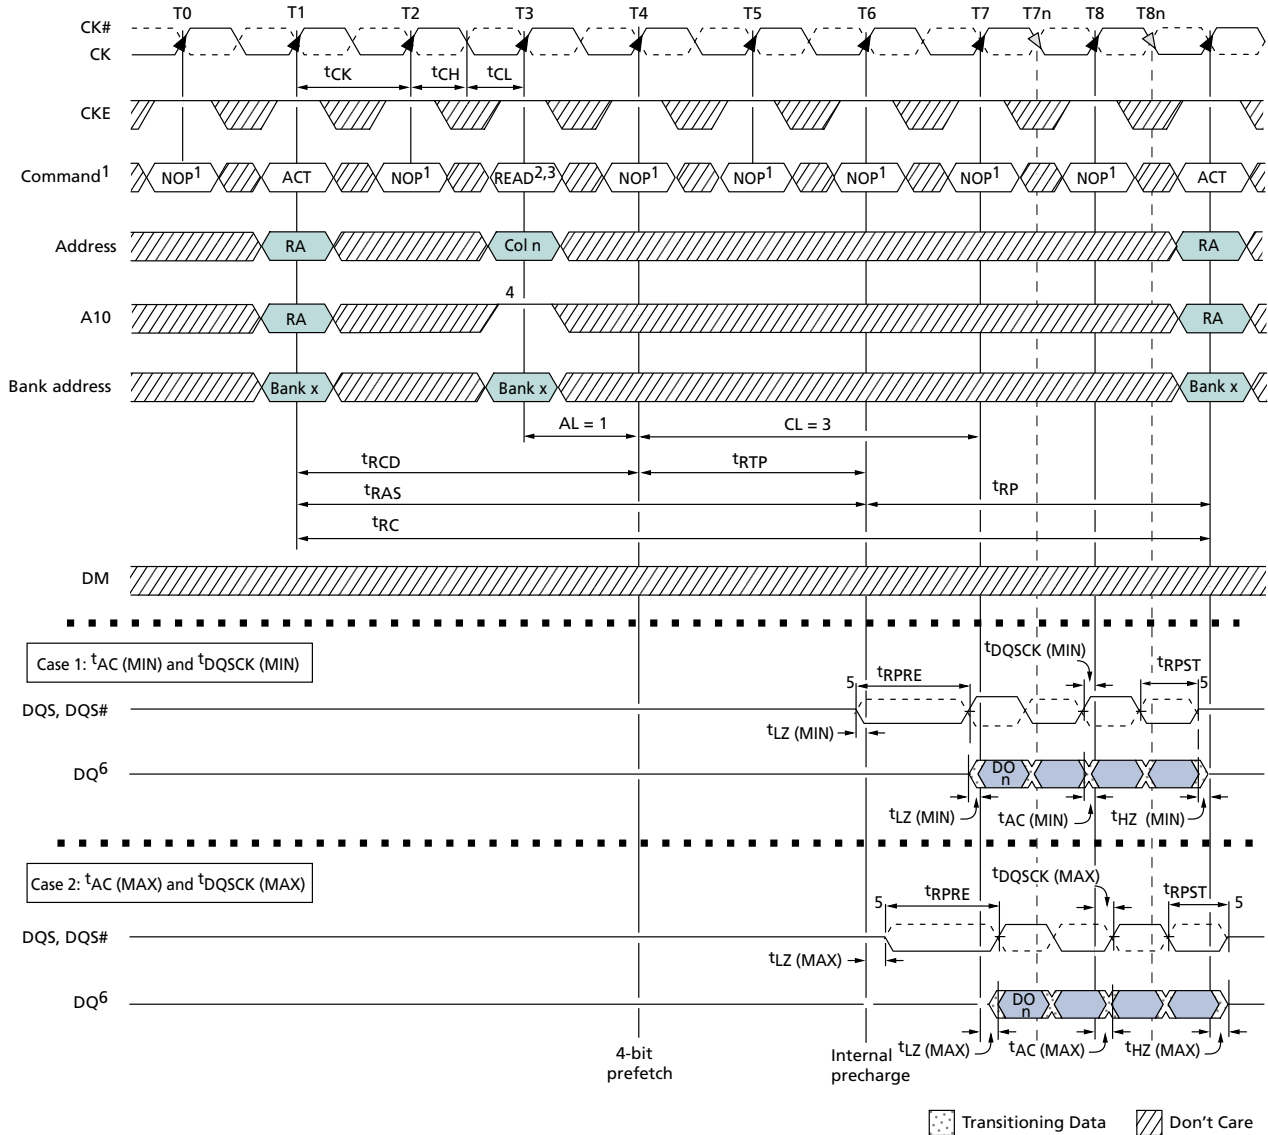 T0 T1 T2 T3 T4 T5 T6 T7 T7n T8 T8n
CK#
CK
tCK tCH tCL
CKE
Command1 NOP1 ACT NOP1 READ2,3 NOP1 NOP1 NOP1 NOP1 NOP1 ACT
Address RA Col n RA
4
A10 RA RA
Bank address Bank x Bank x Bank x
AL = 1 CL = 3
tRCD tRTP
tRAS tRP
tRC
DM
Case 1: tAC (MIN) and tDQSCK (MIN)
tDQSCK (MIN)
5 tRPRE tRPST 5
DQS, DQS#
tLZ (MIN)
DQ6 DO
n
tLZ (MIN) tAC (MIN) tHZ (MIN)
Case 2: tAC (MAX) and tDQSCK (MAX)
tDQSCK (MAX)
5 tRPRE tRPST 5
DQS, DQS#
tLZ (MAX)
DQ6 DO
n
tLZ (MAX) tAC (MAX) tHZ (MAX)
4-bit
prefetch
Internal
precharge
Transitioning Data Don't Care